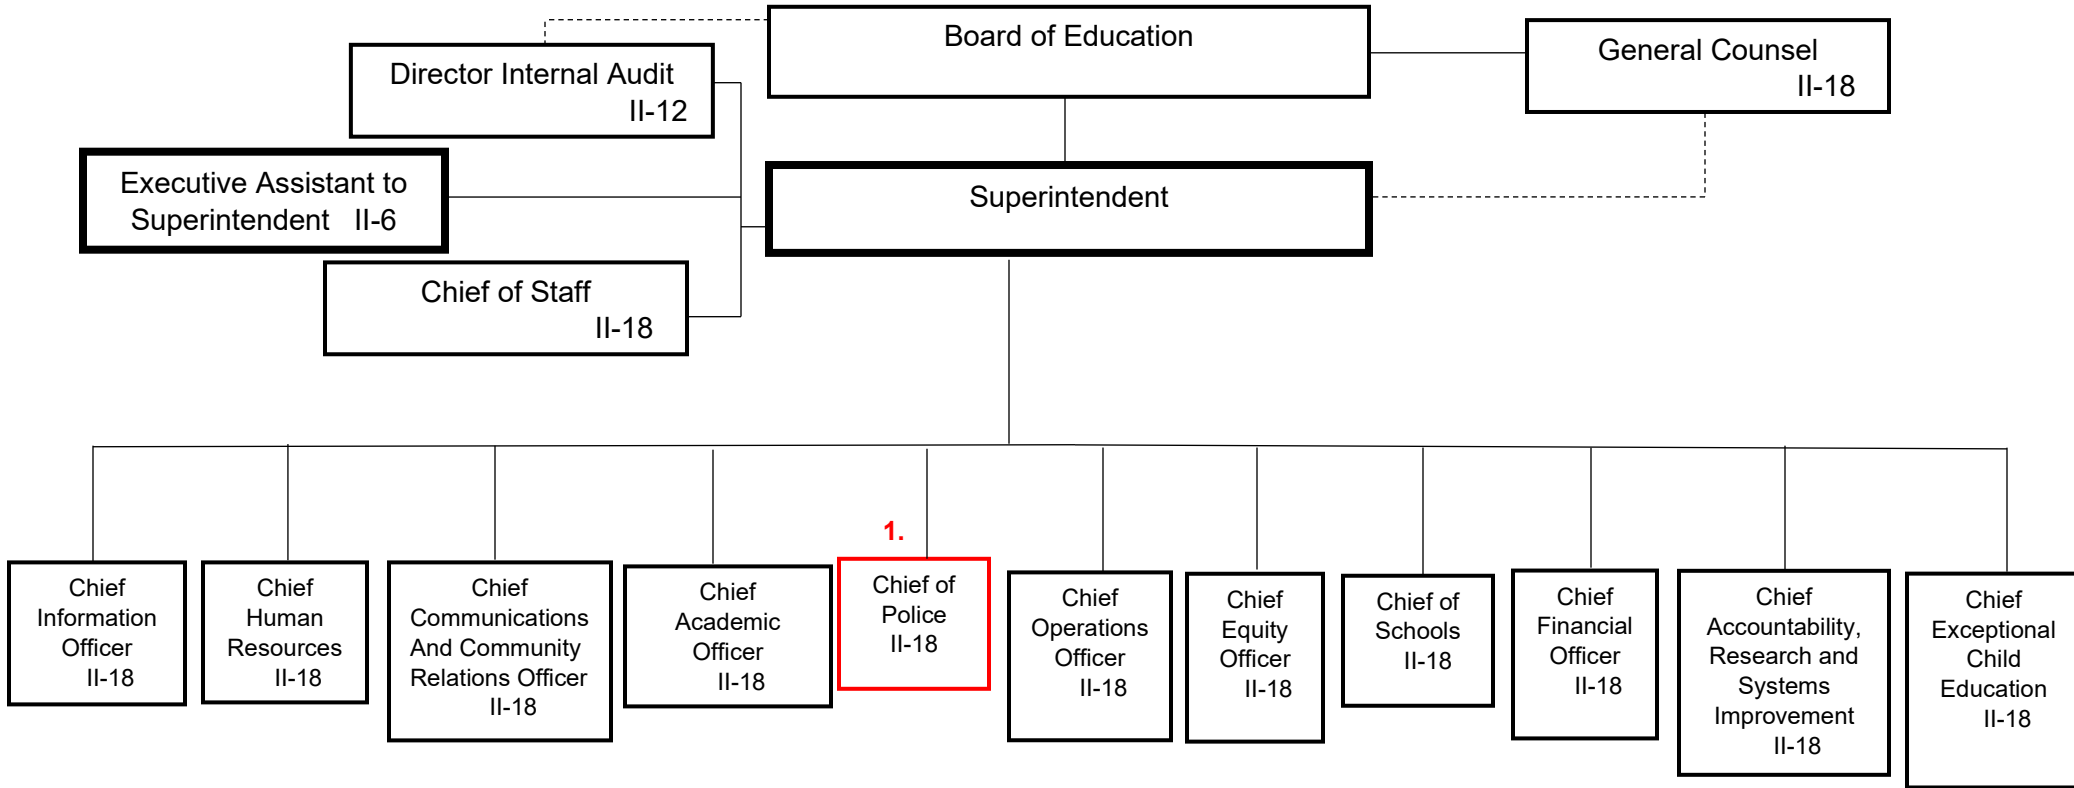 Board of Education
General Counsel
II-18
Director Internal Audit
II-12
Executive Assistant to
Superintendent II-6
Superintendent
Chief of Staff
II-18
1.
Chief
Information
Officer
II-18
Chief
Human
Resources
II-18
Chief
Communications
And Community
Relations Officer
II-18
Chief
Academic
Officer
II-18
Chief of
Police
II-18
Chief
Operations
Officer
II-18
Chief
Equity
Officer
II-18
Chief of
Schools
II-18
Chief
Financial
Officer
II-18
Chief
Accountability,
Research and
Systems
Improvement
II-18
Chief
Exceptional
Child
Education
II-18